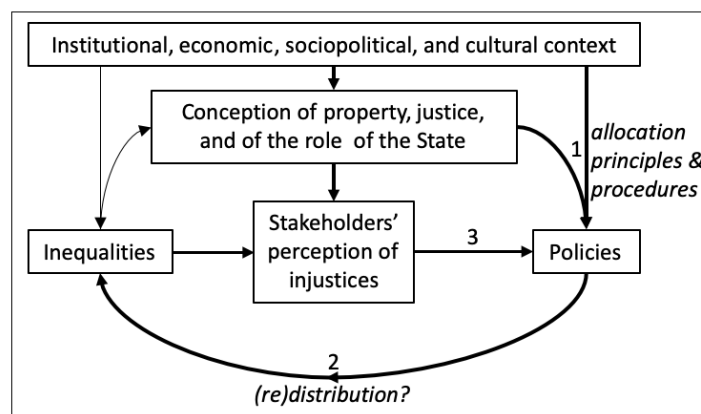 Institutional, economic, sociopolitical, and cultural context
Conception of property, justice,
and of the role of the State
1
allocation
principles &
procedures
Inequalities
Stakeholders’
perception of
injustices
3
Policies
2
(re)distribution?